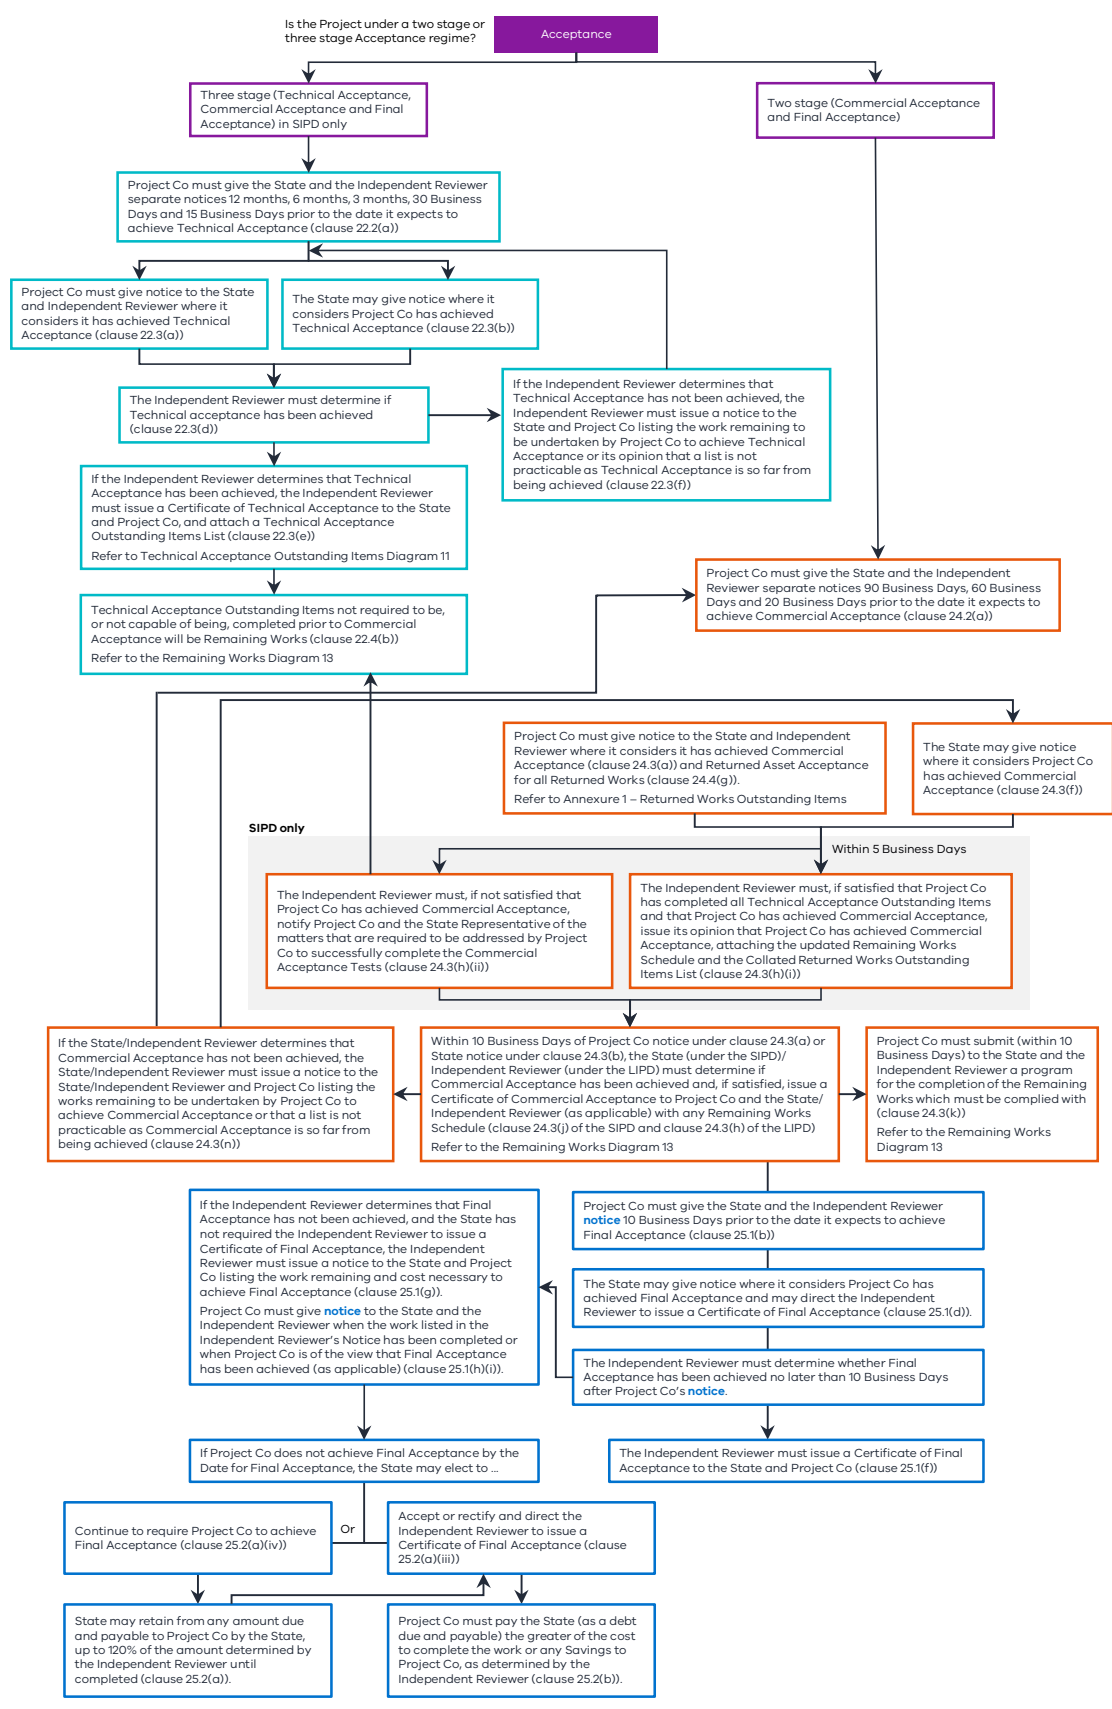 Is the Project under a two stage or
three stage Acceptance regime?
Acceptance
Three stage (Technical Acceptance,
Commercial Acceptance and Final
Acceptance) in SIPD only
Two stage (Commercial Acceptance
and Final Acceptance)
Project Co must give the State and the Independent Reviewer
separate notices 12 months, 6 months, 3 months, 30 Business
Days and 15 Business Days prior to the date it expects to
achieve Technical Acceptance (clause 22.2(a))
Project Co must give notice to the State
and Independent Reviewer where it
considers it has achieved Technical
Acceptance (clause 22.3(a))
The State may give notice where it
considers Project Co has achieved
Technical Acceptance (clause 22.3(b))
The Independent Reviewer must determine if
Technical acceptance has been achieved
(clause 22.3(d))
If the Independent Reviewer determines that
Technical Acceptance has not been achieved, the
Independent Reviewer must issue a notice to the
State and Project Co listing the work remaining to
be undertaken by Project Co to achieve Technical
Acceptance or its opinion that a list is not
practicable as Technical Acceptance is so far from
being achieved (clause 22.3(f))
If the Independent Reviewer determines that Technical
Acceptance has been achieved, the Independent Reviewer
must issue a Certificate of Technical Acceptance to the State
and Project Co, and attach a Technical Acceptance
Outstanding Items List (clause 22.3(e))
Refer to Technical Acceptance Outstanding Items Diagram 11
Project Co must give the State and the Independent
Reviewer separate notices 90 Business Days, 60 Business
Days and 20 Business Days prior to the date it expects to
achieve Commercial Acceptance (clause 24.2(a))
Technical Acceptance Outstanding Items not required to be,
or not capable of being, completed prior to Commercial
Acceptance will be Remaining Works (clause 22.4(b))
Refer to the Remaining Works Diagram 13
Project Co must give notice to the State and Independent
Reviewer where it considers it has achieved Commercial
Acceptance (clause 24.3(a)) and Returned Asset Acceptance
for all Returned Works (clause 24.4(g)).
Refer to Annexure 1 – Returned Works Outstanding Items
The State may give notice
where it considers Project Co
has achieved Commercial
Acceptance (clause 24.3(f))
SIPD only
Within 5 Business Days
The Independent Reviewer must, if not satisfied that
Project Co has achieved Commercial Acceptance,
notify Project Co and the State Representative of the
matters that are required to be addressed by Project
Co to successfully complete the Commercial
Acceptance Tests (clause 24.3(h)(ii))
The Independent Reviewer must, if satisfied that Project Co
has completed all Technical Acceptance Outstanding Items
and that Project Co has achieved Commercial Acceptance,
issue its opinion that Project Co has achieved Commercial
Acceptance, attaching the updated Remaining Works
Schedule and the Collated Returned Works Outstanding
Items List (clause 24.3(h)(i))
If the State/Independent Reviewer determines that
Commercial Acceptance has not been achieved, the
State/Independent Reviewer must issue a notice to the
State/Independent Reviewer and Project Co listing the
works remaining to be undertaken by Project Co to
achieve Commercial Acceptance or that a list is not
practicable as Commercial Acceptance is so far from
being achieved (clause 24.3(n))
Within 10 Business Days of Project Co notice under clause 24.3(a) or
State notice under clause 24.3(b), the State (under the SIPD)/
Independent Reviewer (under the LIPD) must determine if
Commercial Acceptance has been achieved and, if satisfied, issue a
Certificate of Commercial Acceptance to Project Co and the State/
Independent Reviewer (as applicable) with any Remaining Works
Schedule (clause 24.3(j) of the SIPD and clause 24.3(h) of the LIPD)
Refer to the Remaining Works Diagram 13
Project Co must submit (within 10
Business Days) to the State and the
Independent Reviewer a program
for the completion of the Remaining
Works which must be complied with
(clause 24.3(k))
Refer to the Remaining Works
Diagram 13
If the Independent Reviewer determines that Final
Acceptance has not been achieved, and the State has
not required the Independent Reviewer to issue a
Certificate of Final Acceptance, the Independent
Reviewer must issue a notice to the State and Project
Co listing the work remaining and cost necessary to
achieve Final Acceptance (clause 25.1(g)).
Project Co must give notice to the State and the
Independent Reviewer when the work listed in the
Independent Reviewer's Notice has been completed or
when Project Co is of the view that Final Acceptance
has been achieved (as applicable) (clause 25.1(h)(i)).
Project Co must give the State and the Independent Reviewer
notice 10 Business Days prior to the date it expects to achieve
Final Acceptance (clause 25.1(b))
The State may give notice where it considers Project Co has
achieved Final Acceptance and may direct the Independent
Reviewer to issue a Certificate of Final Acceptance (clause 25.1(d)).
The Independent Reviewer must determine whether Final
Acceptance has been achieved no later than 10 Business Days
after Project Co's notice.
If Project Co does not achieve Final Acceptance by the
Date for Final Acceptance, the State may elect to ...
The Independent Reviewer must issue a Certificate of Final
Acceptance to the State and Project Co (clause 25.1(f))
Continue to require Project Co to achieve
Final Acceptance (clause 25.2(a)(iv))
Or
Accept or rectify and direct the
Independent Reviewer to issue a
Certificate of Final Acceptance (clause
25.2(a)(iii))
State may retain from any amount due
and payable to Project Co by the State,
up to 120% of the amount determined by
the Independent Reviewer until
completed (clause 25.2(a)).
Project Co must pay the State (as a debt
due and payable) the greater of the cost
to complete the work or any Savings to
Project Co, as determined by the
Independent Reviewer (clause 25.2(b)).